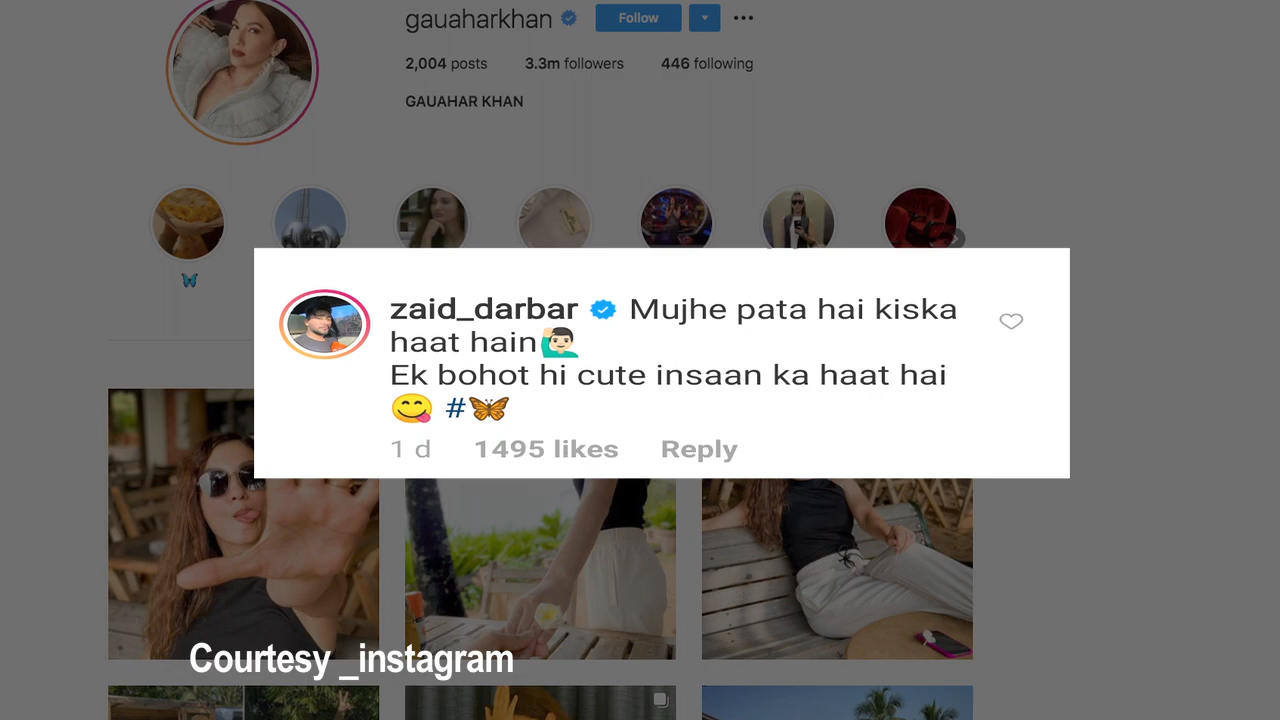 gauaharkhan Follow
2,004 posts 3.3m followers 446 following
GAUAHAR KHAN
🦋
zaid_darbar Mujhe pata hai kiska
haat hain🙋🏻‍♂️
Ek bohot hi cute insaan ka haat hai
😋 #🦋
1 d 1495 likes Reply
Courtesy _instagram